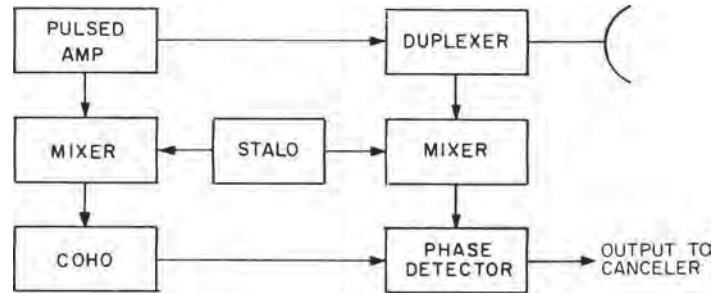 PULSED
AMP
DUPLEXER
MIXER
STALO
MIXER
COHO
PHASE
DETECTOR
OUTPUT TO
CANCELER